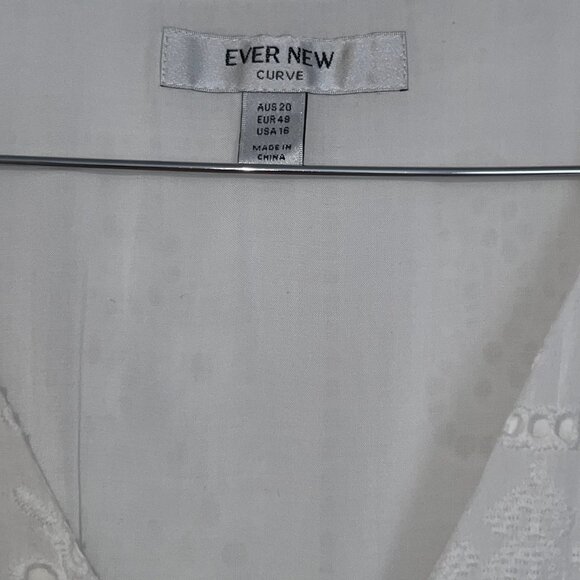 EVER NEW
CURVE
AUS 20
EUR 48
USA 16
MADE IN
CHINA